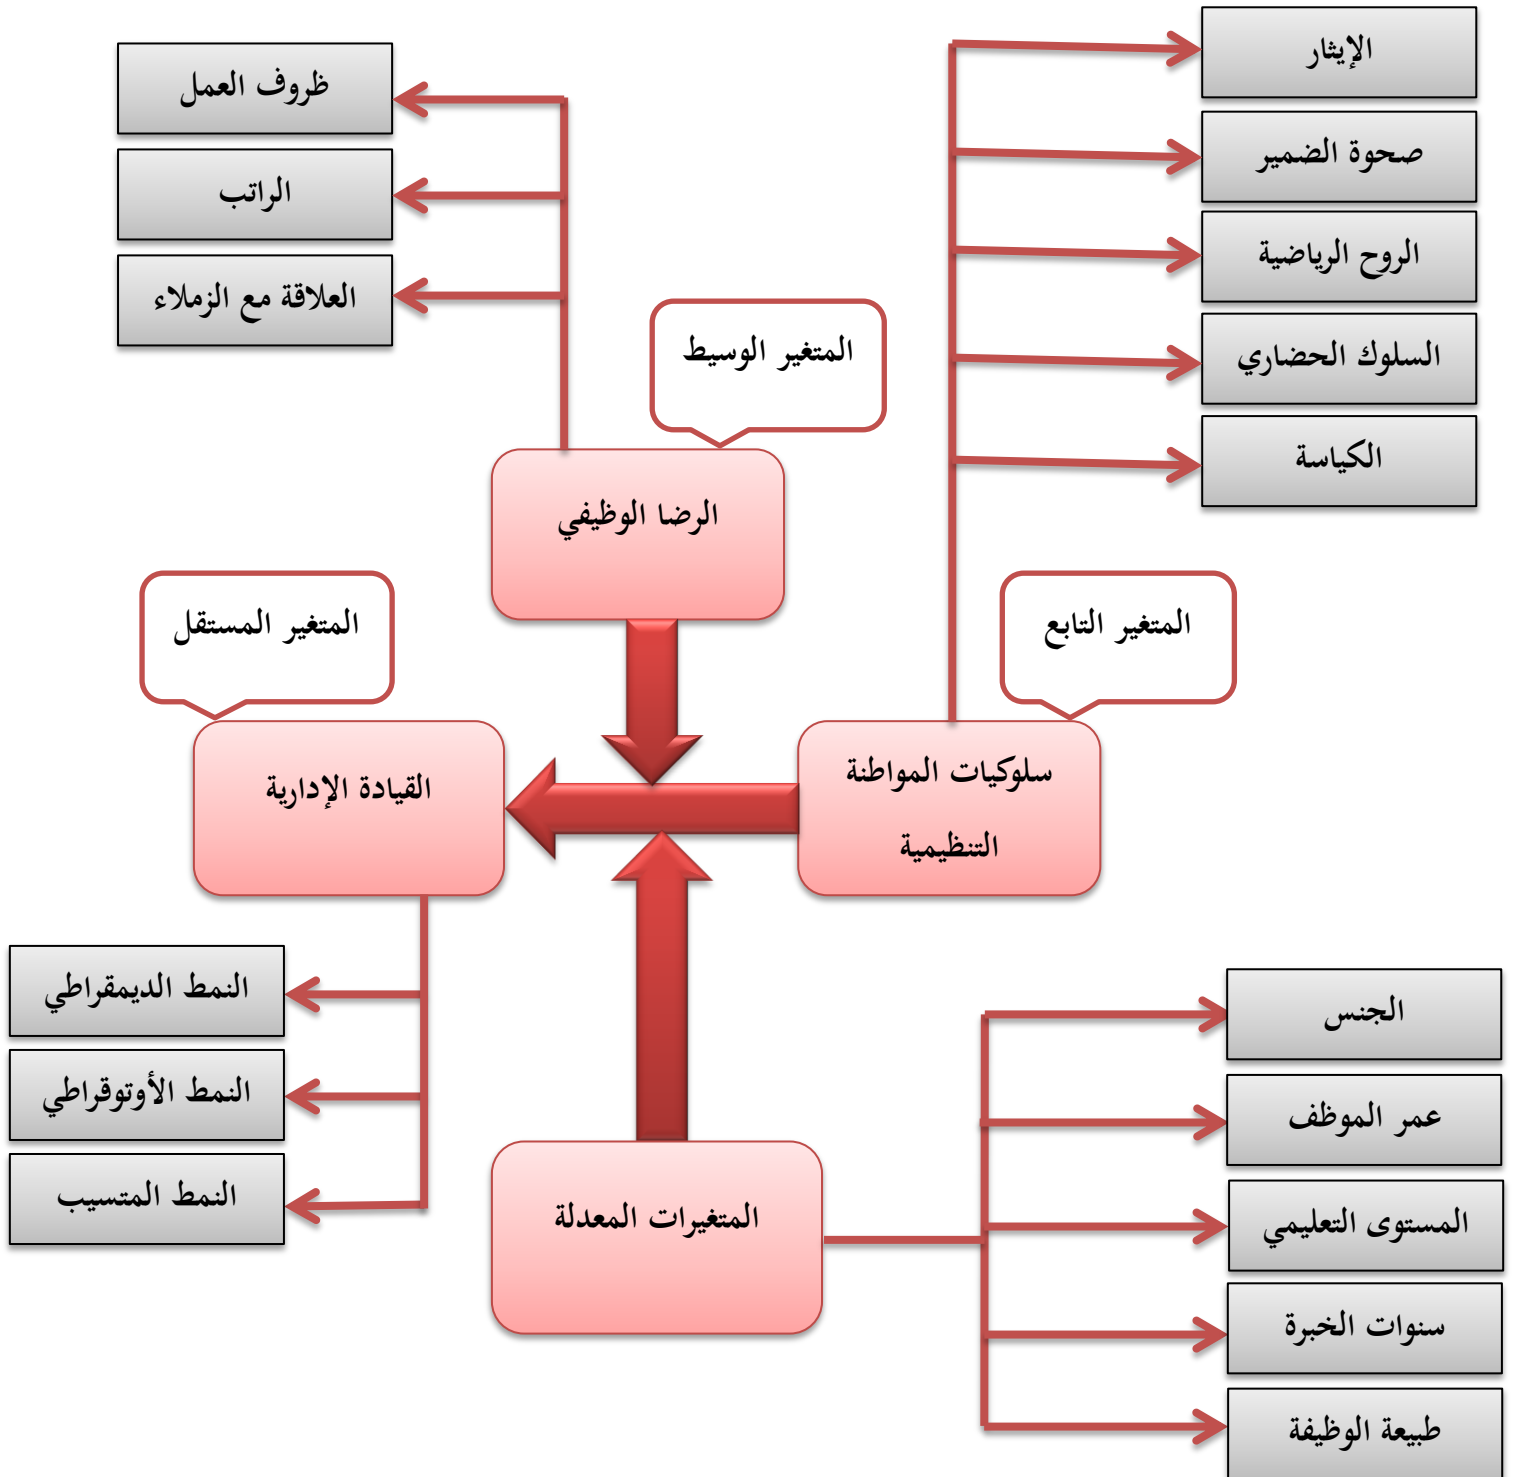 الإيثار
صحوة الضمير
الروح الرياضية
السلوك الحضاري
الكياسة
ظروف العمل
الراتب
العلاقة مع الزملاء
المتغير الوسيط
الرضا الوظيفي
المتغير التابع
المتغير المستقل
سلوكيات المواطنة
التنظيمية
القيادة الإدارية
النمط الديمقراطي
النمط الأوتوقراطي
النمط المتسيب
المتغيرات المعدلة
الجنس
عمر الموظف
المستوى التعليمي
سنوات الخبرة
طبيعة الوظيفة